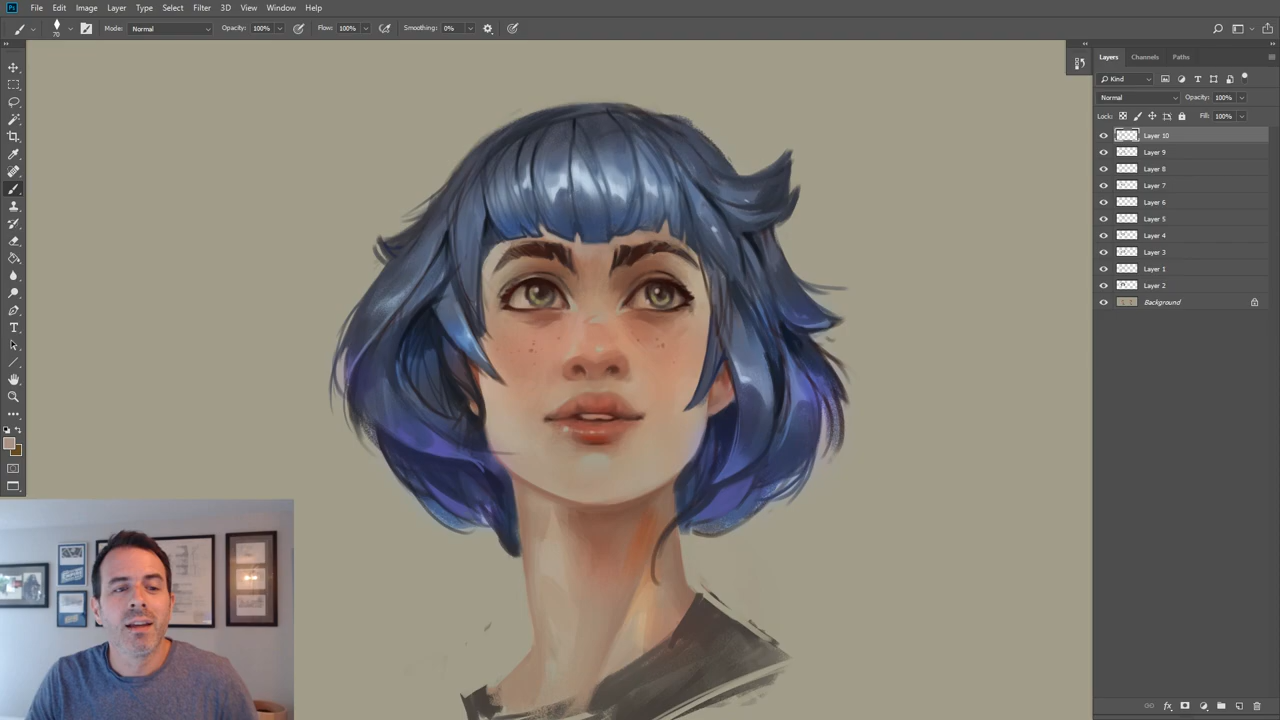 Ps File Edit Image Layer Type Select Filter 3D View Window Help
70 Mode: Normal Opacity: 100% Flow: 100% Smoothing: 0%
Layers Channels Paths
Kind
Normal Opacity: 100%
Lock: Fill: 100%
Layer 10
Layer 9
Layer 8
Layer 7
Layer 6
Layer 5
Layer 4
Layer 3
Layer 1
Layer 2
Background